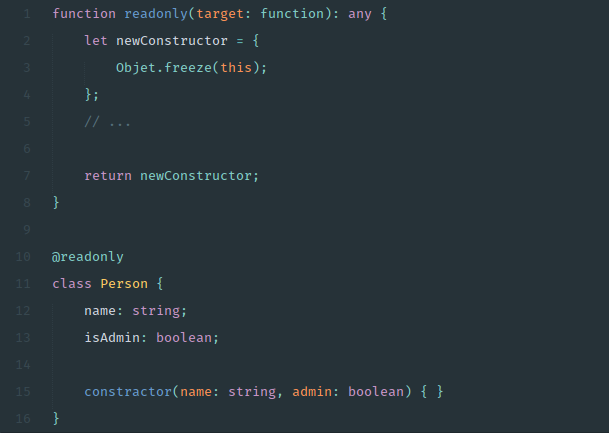 1 function readonly(target: function): any {
2     let newConstructor = {
3         Objet.freeze(this);
4     };
5     // ...
6
7     return newConstructor;
8 }
9
10 @readonly
11 class Person {
12     name: string;
13     isAdmin: boolean;
14
15     constractor(name: string, admin: boolean) { }
16 }